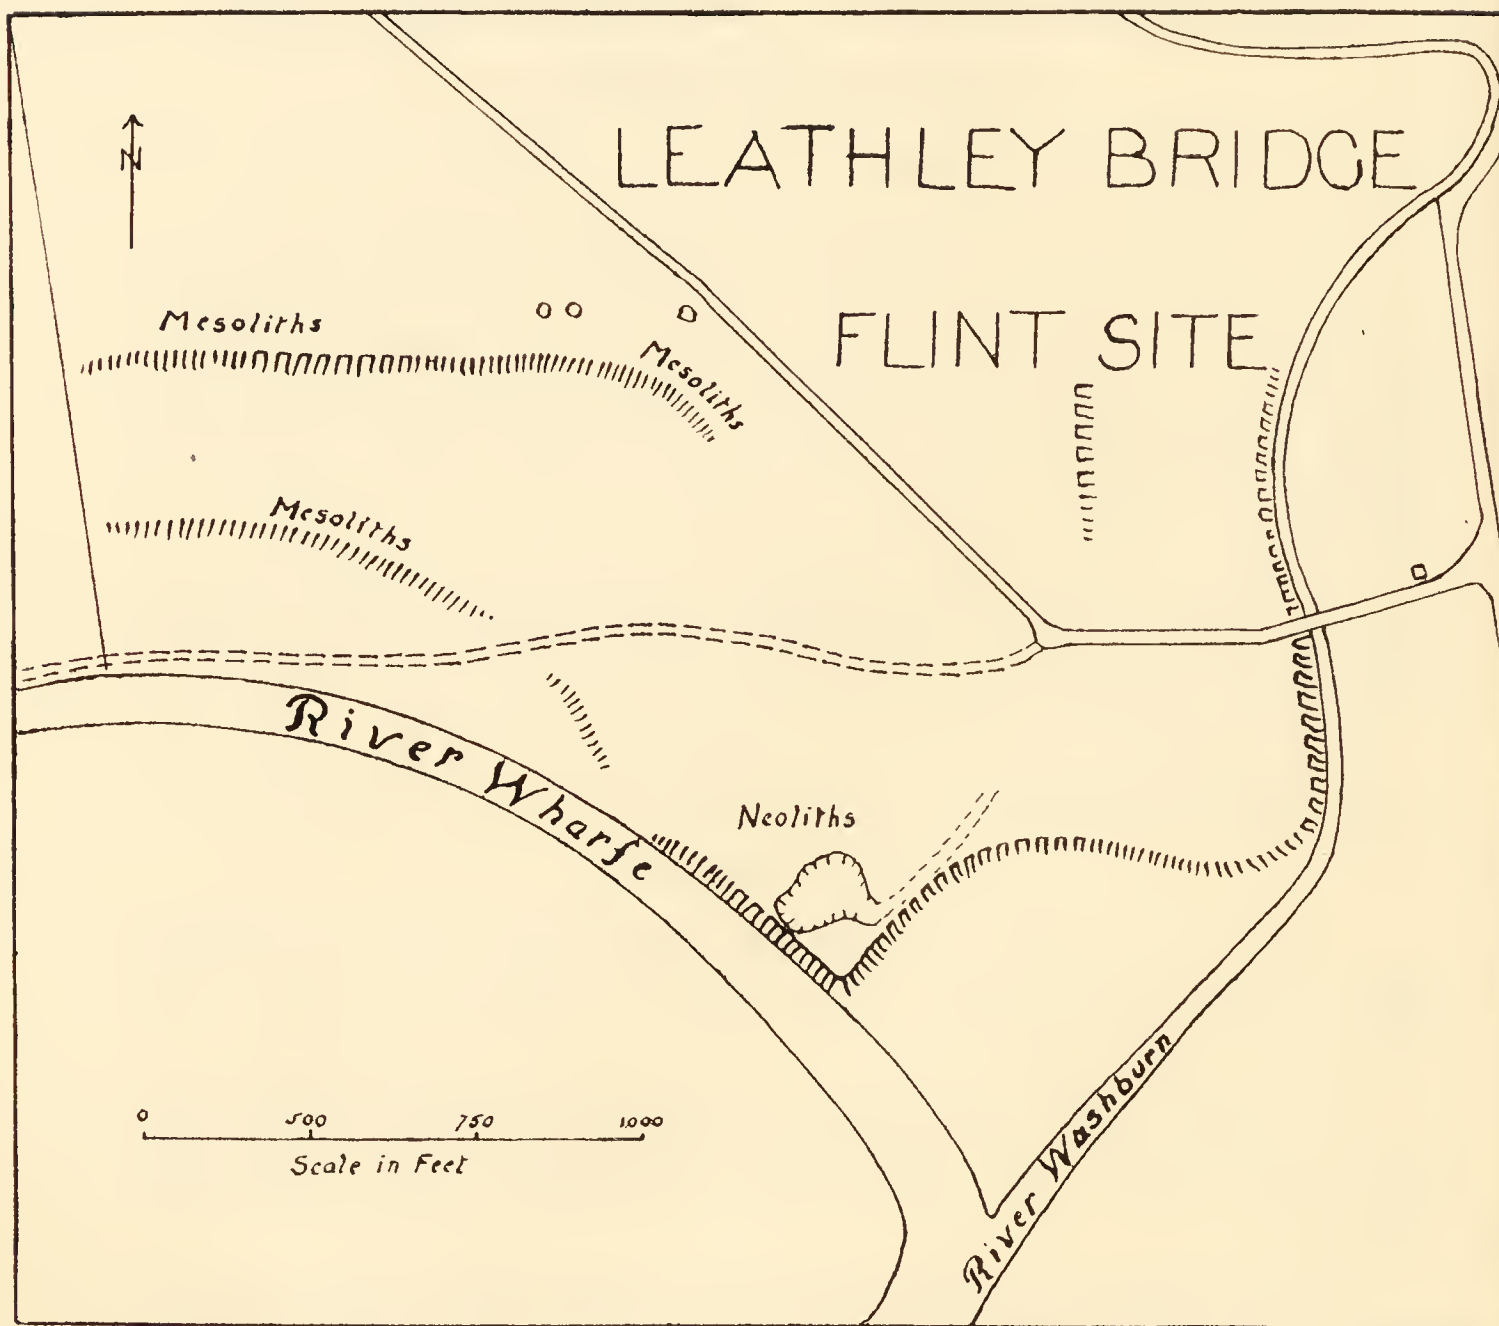 N
LEATHLEY BRIDGE
FLINT SITE
Mesoliths
Mesoliths
Mesoliths
River Wharfe
Neoliths
River Washburn
0 500 750 1000
Scale in Feet